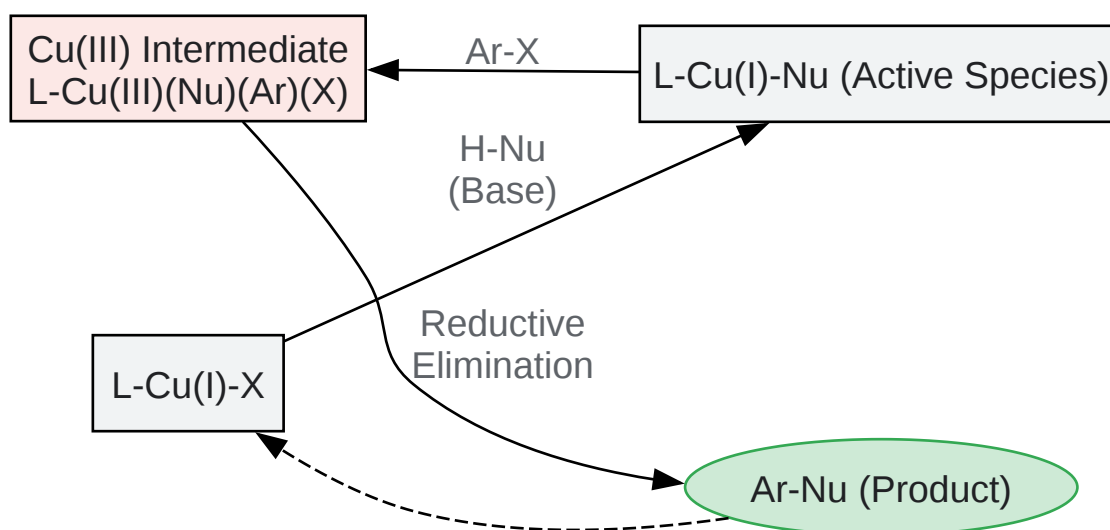 Cu(III) Intermediate
L-Cu(III)(Nu)(Ar)(X)
Ar-X
L-Cu(I)-Nu (Active Species)
H-Nu
(Base)
Reductive
Elimination
L-Cu(I)-X
Ar-Nu (Product)